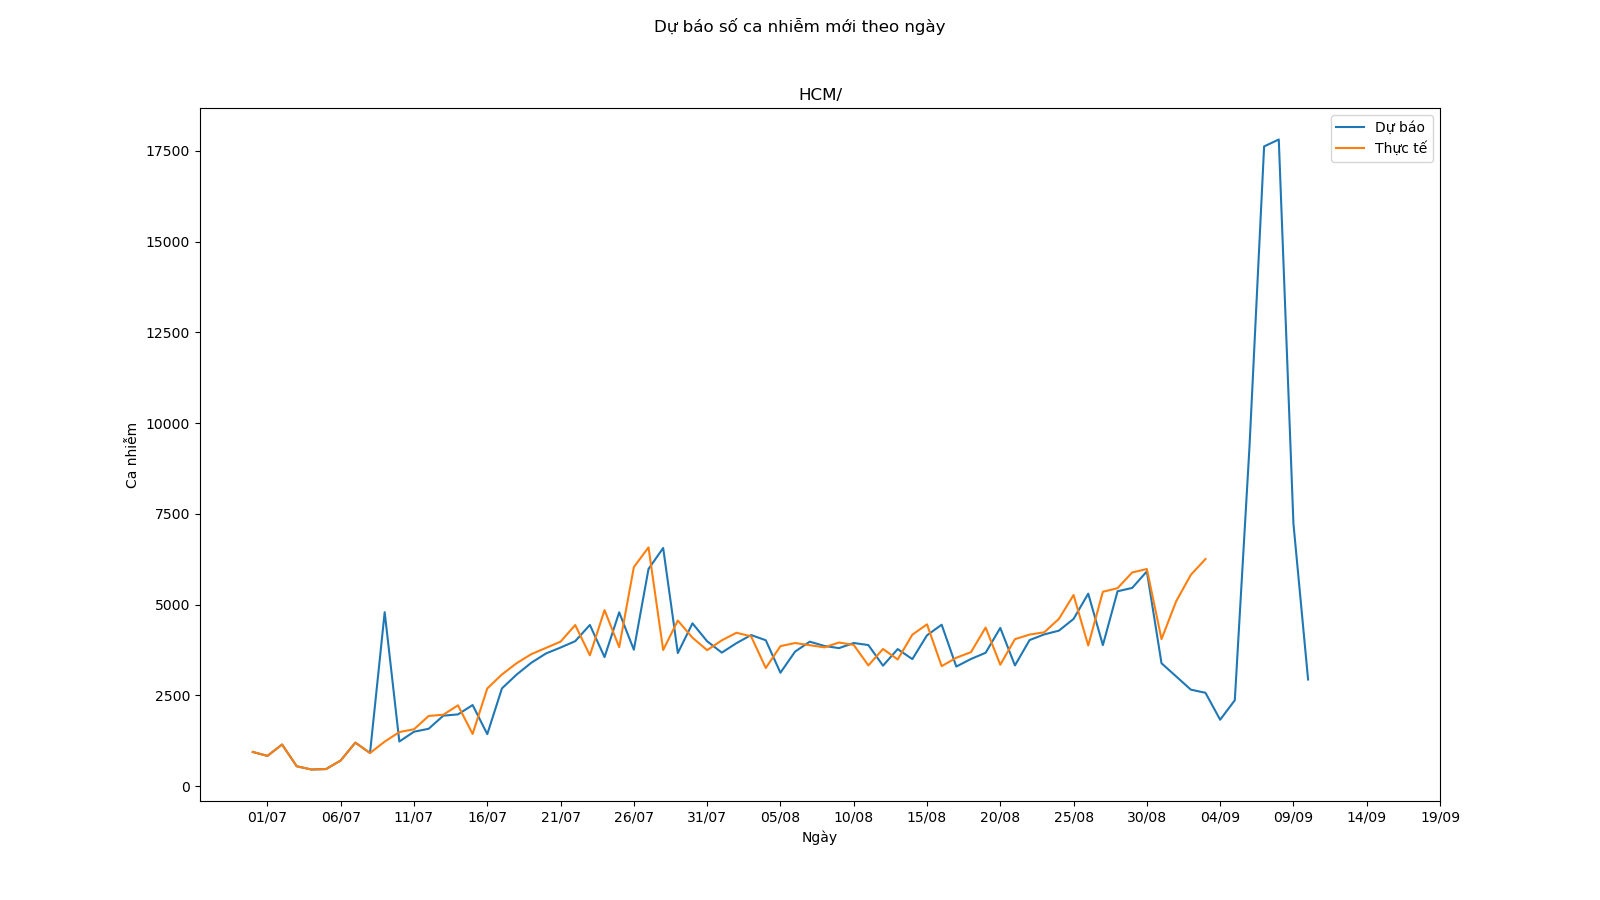 Dự báo số ca nhiễm mới theo ngày
HCM/
Dự báo
Thực tế
17500
15000
12500
10000
7500
5000
2500
0
Ca nhiễm
01/07 06/07 11/07 16/07 21/07 26/07 31/07 05/08 10/08 15/08 20/08 25/08 30/08 04/09 09/09 14/09 19/09
Ngày